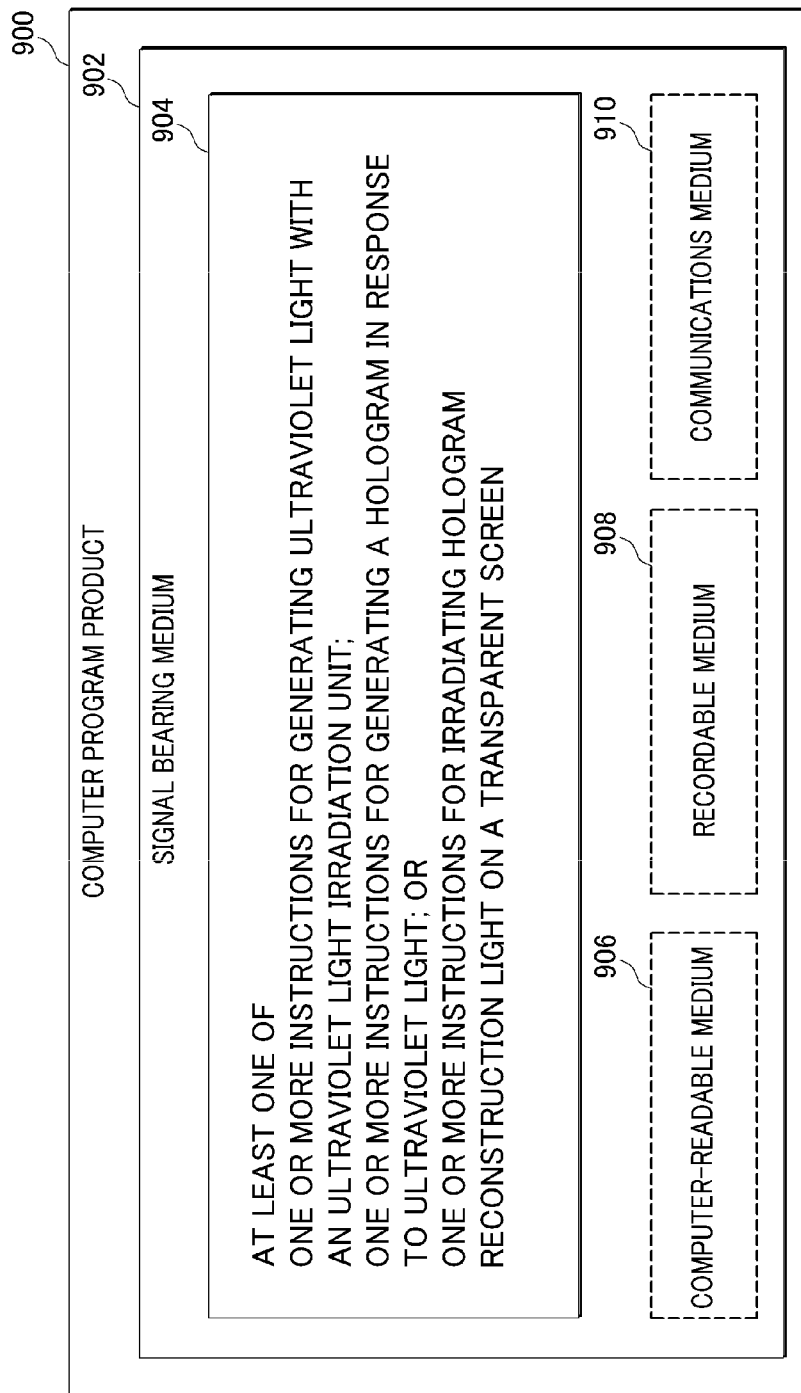 900
COMPUTER PROGRAM PRODUCT
902
SIGNAL BEARING MEDIUM
904
AT LEAST ONE OF
ONE OR MORE INSTRUCTIONS FOR GENERATING ULTRAVIOLET LIGHT WITH
AN ULTRAVIOLET LIGHT IRRADIATION UNIT;
ONE OR MORE INSTRUCTIONS FOR GENERATING A HOLOGRAM IN RESPONSE
TO ULTRAVIOLET LIGHT; OR
ONE OR MORE INSTRUCTIONS FOR IRRADIATING HOLOGRAM
RECONSTRUCTION LIGHT ON A TRANSPARENT SCREEN
906
COMPUTER-READABLE MEDIUM
908
RECORDABLE MEDIUM
910
COMMUNICATIONS MEDIUM